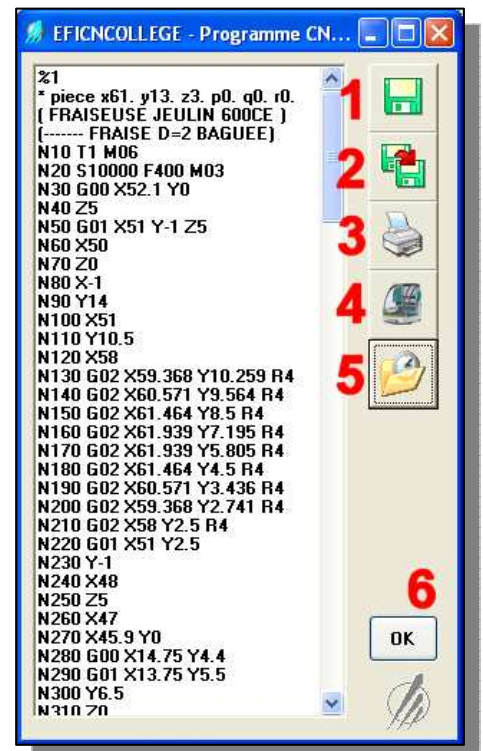 EFICNCOLLEGE - Programme CN...
%1
* piece x61. y13. z3. p0. q0. r0.
( FRAISEUSE JEULIN 600CE )
(------- FRAISE D=2 BAGUEE)
N10 T1 M06
N20 S10000 F400 M03
N30 G00 X52.1 Y0
N40 Z5
N50 G01 X51 Y-1 Z5
N60 X50
N70 Z0
N80 X-1
N90 Y14
N100 X51
N110 Y10.5
N120 X58
N130 G02 X59.368 Y10.259 R4
N140 G02 X60.571 Y9.564 R4
N150 G02 X61.464 Y8.5 R4
N160 G02 X61.939 Y7.195 R4
N170 G02 X61.939 Y5.805 R4
N180 G02 X61.464 Y4.5 R4
N190 G02 X60.571 Y3.436 R4
N200 G02 X59.368 Y2.741 R4
N210 G02 X58 Y2.5 R4
N220 G01 X51 Y2.5
N230 Y-1
N240 X48
N250 Z5
N260 X47
N270 X45.9 Y0
N280 G00 X14.75 Y4.4
N290 G01 X13.75 Y5.5
N300 Y6.5
N310 Z0
1
2
3
4
5
6
OK